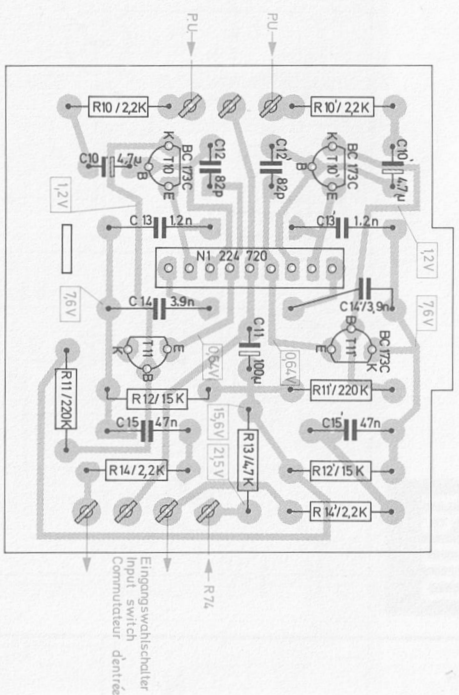 PU—
PU—
R10/2,2K
R10'/2,2K
K
BC 173C
T10
B
E
C10
4,7µ
C12
82p
C12'
82p
K
BC 173C
T10'
B
E
C10'
4,7µ
1,2V
C13
1.2n
C13'
1.2n
1,2V
N1 224 720
7,6V
C14
3.9n
C14'/3,9n
7,6V
T11
K
E
B
0,64V
C11
100µ
0,64V
B
BC 173C
T11'
E
K
R11/220K
R12/15K
R11'/220K
15,6V
C15
47n
C15'
47n
R13/4,7K
R14/2,2K
21,5V
R12'/15K
R14'/2,2K
R74
Eingangswahlschalter
Input switch
Commutateur d'entrée